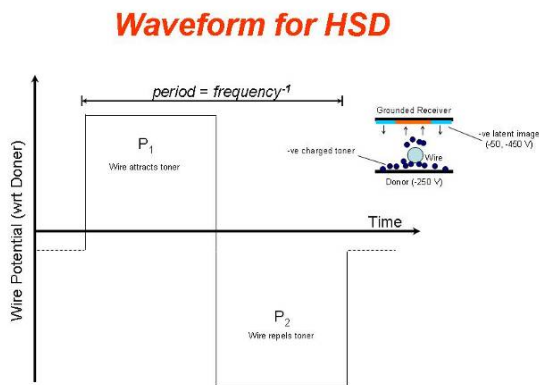 Waveform for HSD
period = frequency-1
Grounded Receiver
-ve latent image
(-50, -450 V)
-ve charged toner
Wire
Donor (-250 V)
P1
Wire attracts toner
Time
Wire Potential (wrt Doner)
P2
Wire repels toner